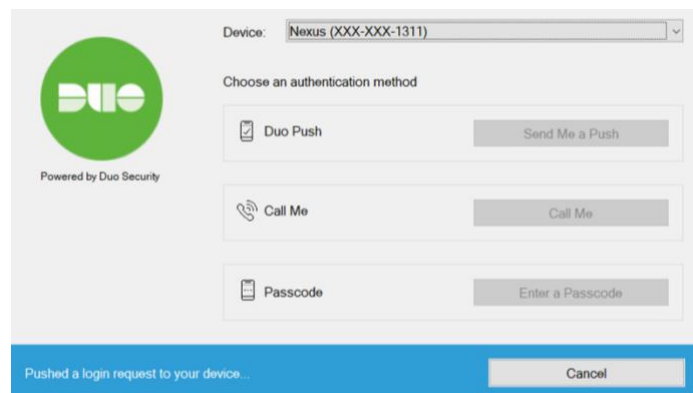 Device: Nexus (XXX-XXX-1311)
Choose an authentication method
DUO
Duo Push Send Me a Push
Powered by Duo Security
Call Me Call Me
Passcode Enter a Passcode
Pushed a login request to your device... Cancel